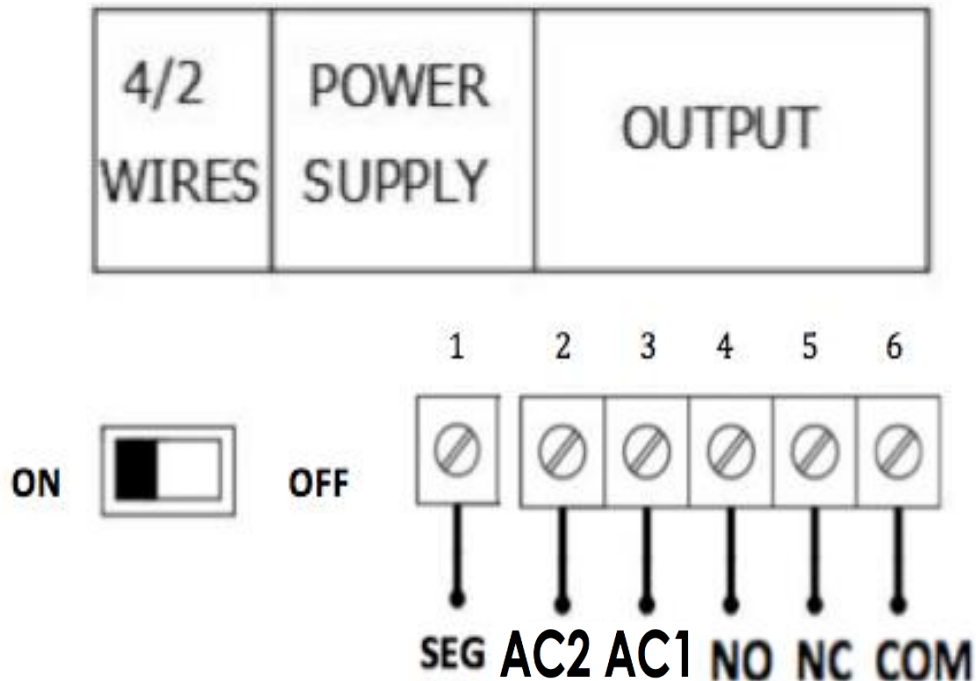 4/2
WIRES
POWER
SUPPLY
OUTPUT
1 2 3 4 5 6
ON OFF
SEG AC2 AC1 NO NC COM